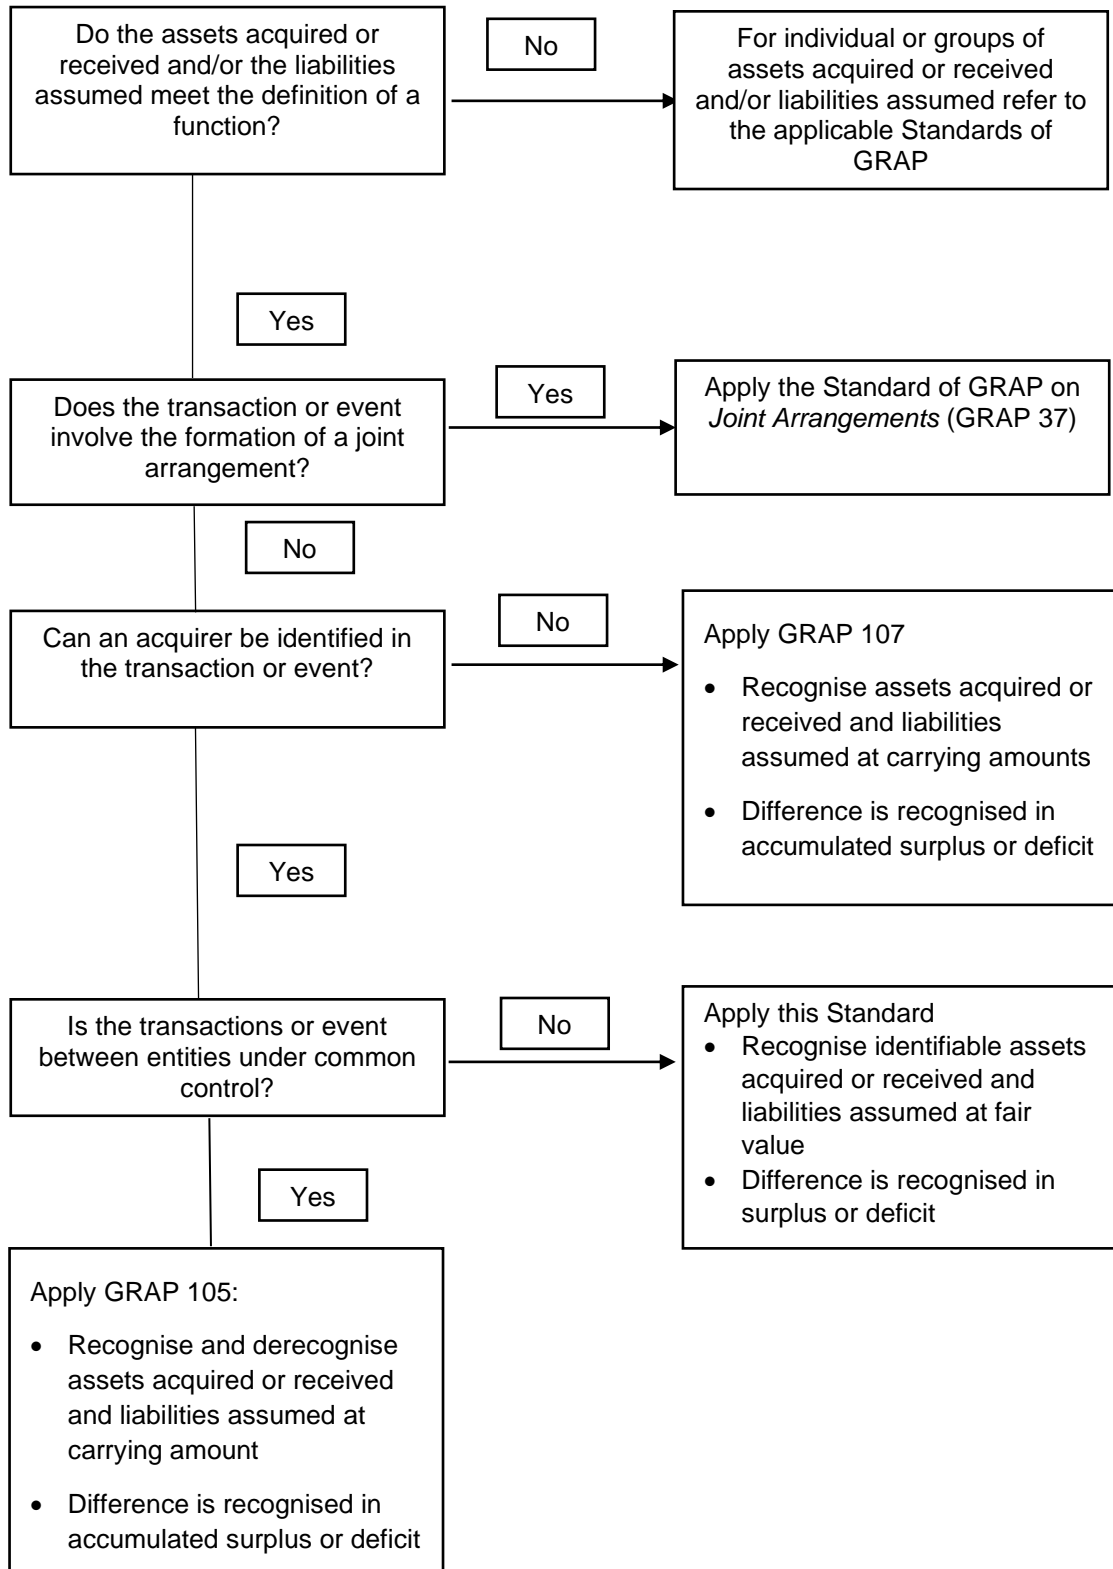 Do the assets acquired or
received and/or the liabilities
assumed meet the definition of a
function?
No
For individual or groups of
assets acquired or received
and/or liabilities assumed refer to
the applicable Standards of
GRAP
Yes
Does the transaction or event
involve the formation of a joint
arrangement?
Yes
Apply the Standard of GRAP on
Joint Arrangements (GRAP 37)
No
Can an acquirer be identified in
the transaction or event?
No
Apply GRAP 107
• Recognise assets acquired or
received and liabilities
assumed at carrying amounts
• Difference is recognised in
accumulated surplus or deficit
Yes
Is the transactions or event
between entities under common
control?
No
Apply this Standard
• Recognise identifiable assets
acquired or received and
liabilities assumed at fair
value
• Difference is recognised in
surplus or deficit
Yes
Apply GRAP 105:
• Recognise and derecognise
assets acquired or received
and liabilities assumed at
carrying amount
• Difference is recognised in
accumulated surplus or deficit